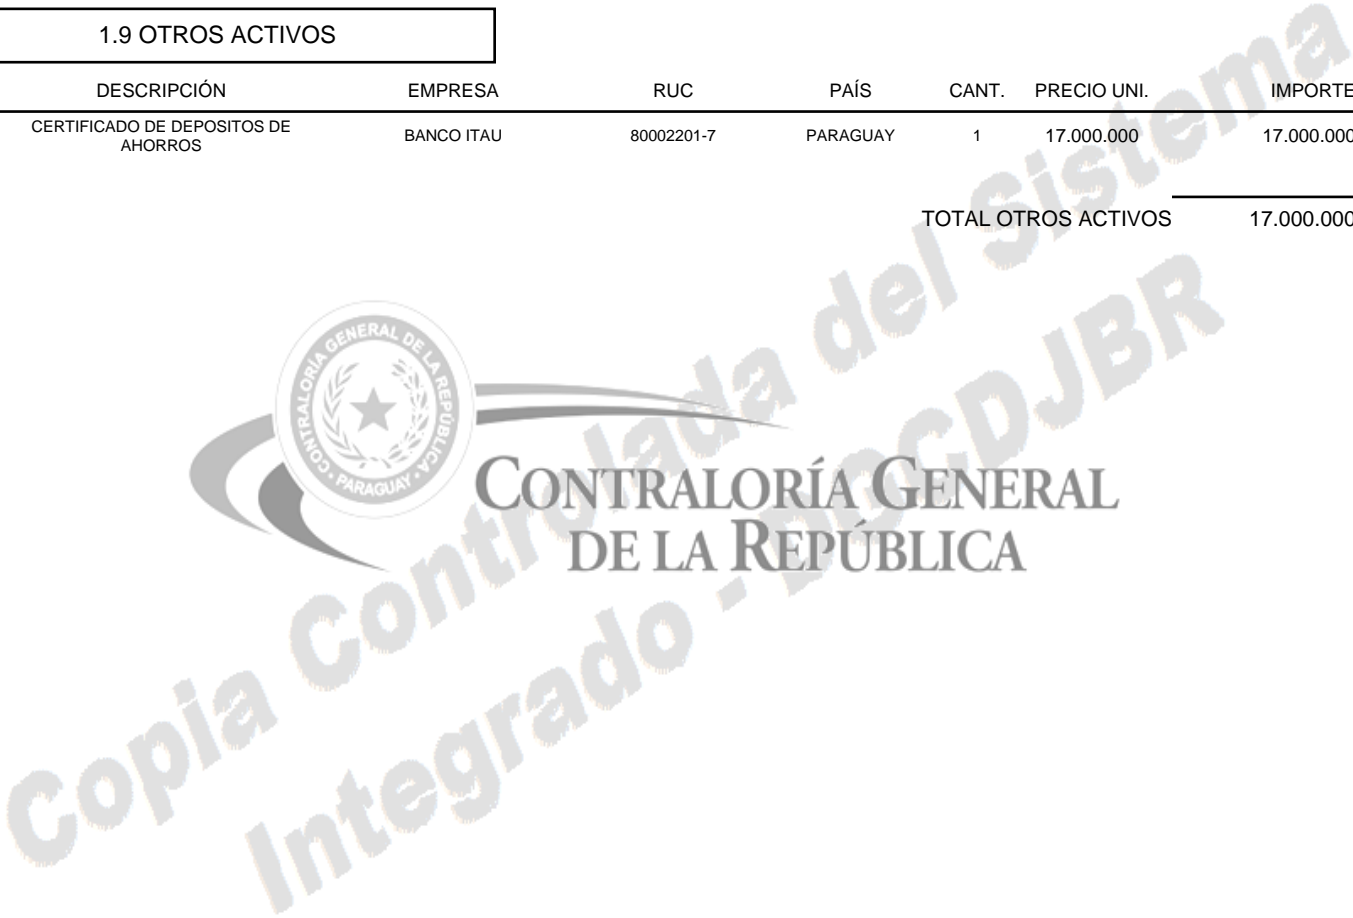 1.9 OTROS ACTIVOS
DESCRIPCIÓN EMPRESA RUC PAÍS CANT. PRECIO UNI. IMPORTE
CERTIFICADO DE DEPOSITOS DE
AHORROS
BANCO ITAU 80002201-7 PARAGUAY 1 17.000.000 17.000.000
TOTAL OTROS ACTIVOS 17.000.000
CONTRALORÍA GENERAL DE LA REPÚBLICA
PARAGUAY
CONTRALORÍA GENERAL
DE LA REPÚBLICA
Copia Controlada del Sistema
Integrado - DGCDJBR